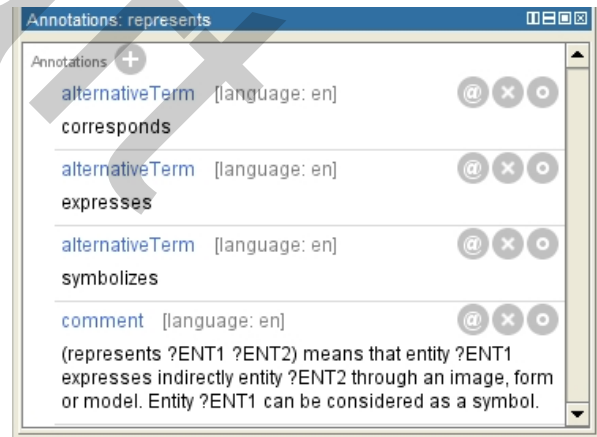 Annotations: represents
Annotations
alternativeTerm [language: en]
corresponds
alternativeTerm [language: en]
expresses
alternativeTerm [language: en]
symbolizes
comment [language: en]
(represents ?ENT1 ?ENT2) means that entity ?ENT1
expresses indirectly entity ?ENT2 through an image, form
or model. Entity ?ENT1 can be considered as a symbol.